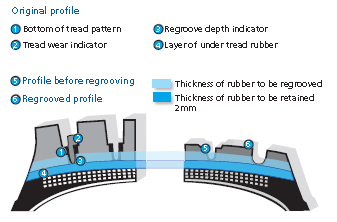 Original profile
1 Bottom of tread pattern
3 Regroove depth indicator
2 Tread wear indicator
4 Layer of under tread rubber
5 Profile before regrooving
Thickness of rubber to be regrooved
6 Regrooved profile
Thickness of rubber to be retained
2mm
2
1
3
4
5
6